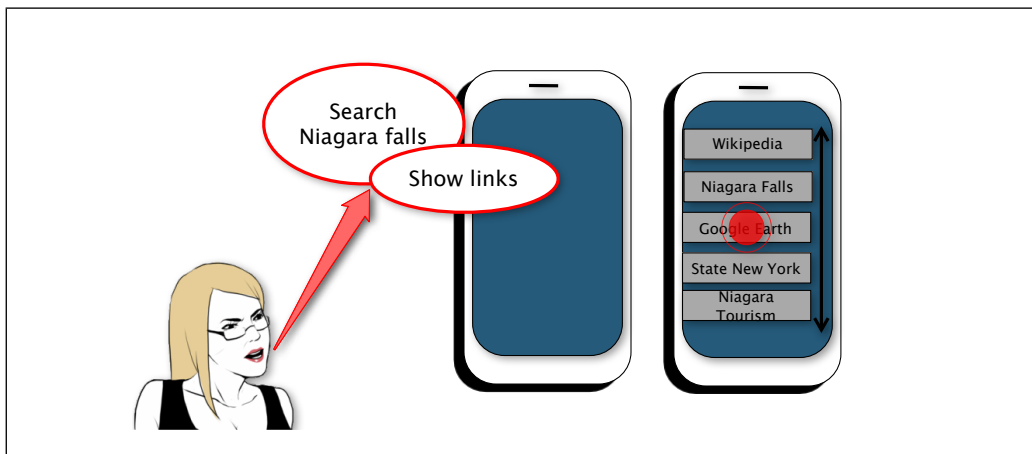 Search
Niagara falls
Show links
Wikipedia
Niagara Falls
Google Earth
State New York
Niagara
Tourism